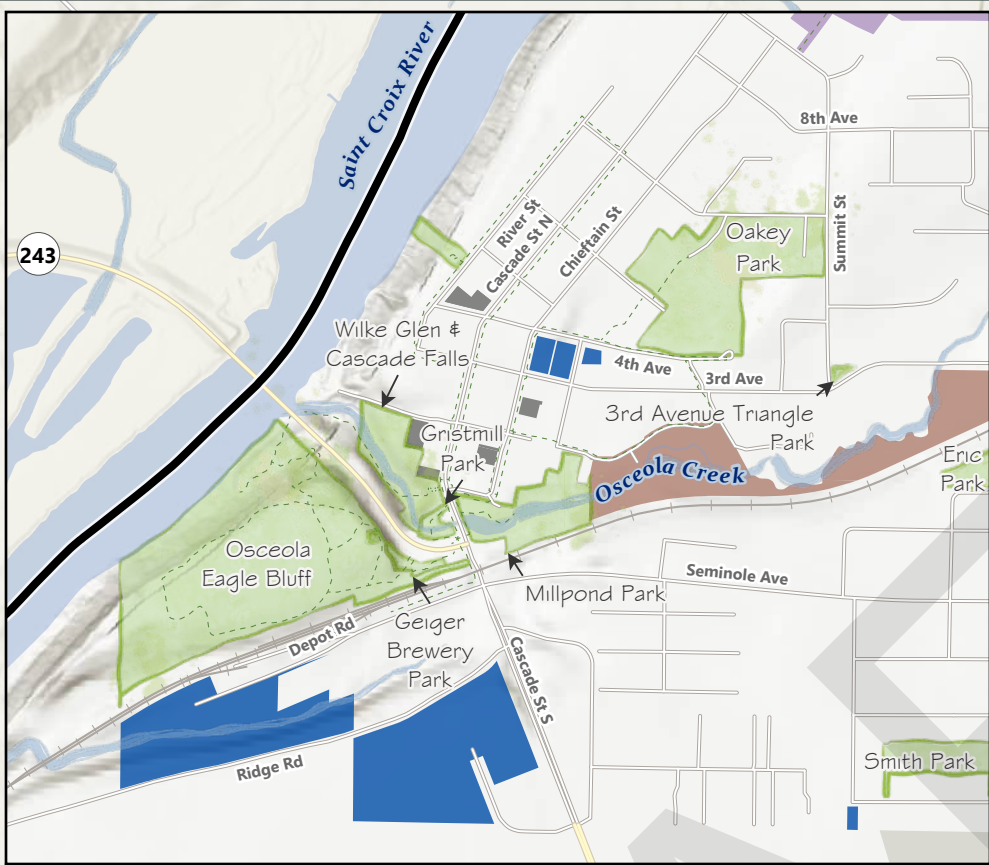 Saint Croix River
8th Ave
243
River St
Cascade St N
Chieftain St
Summit St
Oakey
Park
Wilke Glen &
Cascade Falls
4th Ave
3rd Ave
3rd Avenue Triangle
Park
Gristmill
Park
Osceola Creek
Eric
Park
Osceola
Eagle Bluff
Seminole Ave
Millpond Park
Geiger
Brewery
Park
Depot Rd
Cascade St S
Ridge Rd
Smith Park